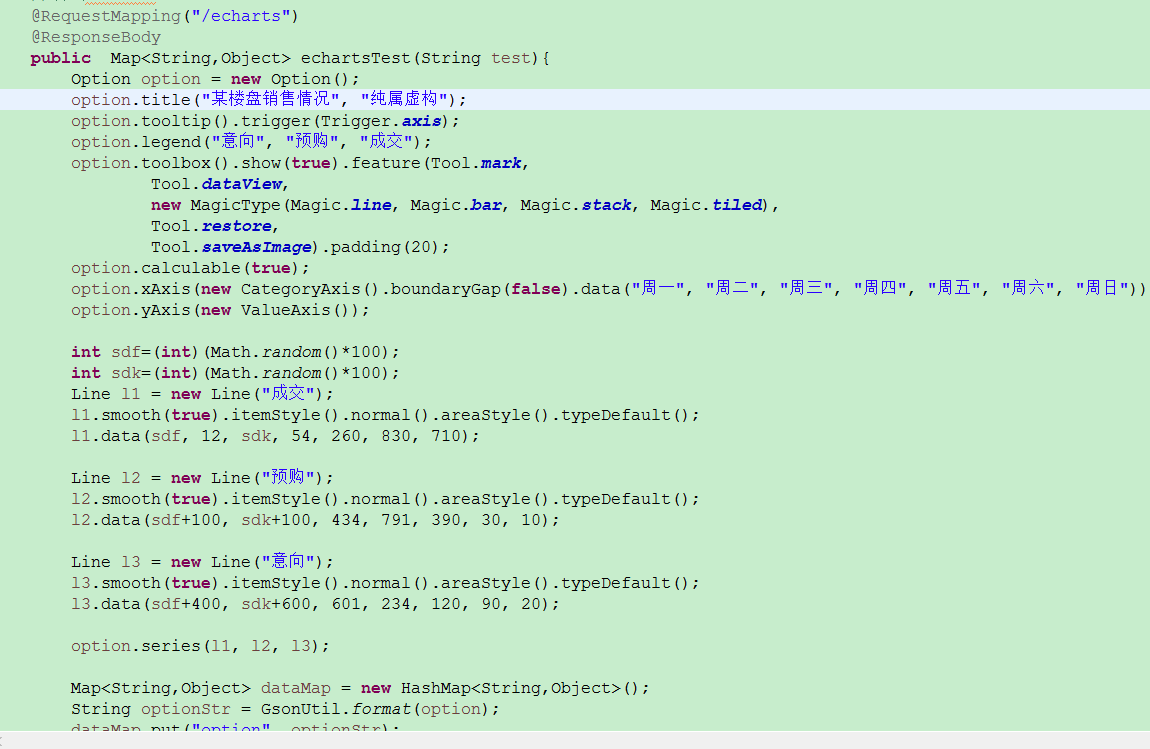 @RequestMapping("/echarts")
@ResponseBody
public  Map<String,Object> echartsTest(String test){
    Option option = new Option();
    option.title("某楼盘销售情况", "纯属虚构");
    option.tooltip().trigger(Trigger.axis);
    option.legend("意向", "预购", "成交");
    option.toolbox().show(true).feature(Tool.mark,
            Tool.dataView,
            new MagicType(Magic.line, Magic.bar, Magic.stack, Magic.tiled),
            Tool.restore,
            Tool.saveAsImage).padding(20);
    option.calculable(true);
    option.xAxis(new CategoryAxis().boundaryGap(false).data("周一", "周二", "周三", "周四", "周五", "周六", "周日"))
    option.yAxis(new ValueAxis());
    int sdf=(int)(Math.random()*100);
    int sdk=(int)(Math.random()*100);
    Line l1 = new Line("成交");
    l1.smooth(true).itemStyle().normal().areaStyle().typeDefault();
    l1.data(sdf, 12, sdk, 54, 260, 830, 710);
    Line l2 = new Line("预购");
    l2.smooth(true).itemStyle().normal().areaStyle().typeDefault();
    l2.data(sdf+100, sdk+100, 434, 791, 390, 30, 10);
    Line l3 = new Line("意向");
    l3.smooth(true).itemStyle().normal().areaStyle().typeDefault();
    l3.data(sdf+400, sdk+600, 601, 234, 120, 90, 20);
    option.series(l1, l2, l3);
    Map<String,Object> dataMap = new HashMap<String,Object>();
    String optionStr = GsonUtil.format(option);
    dataMap.put("option", optionStr);